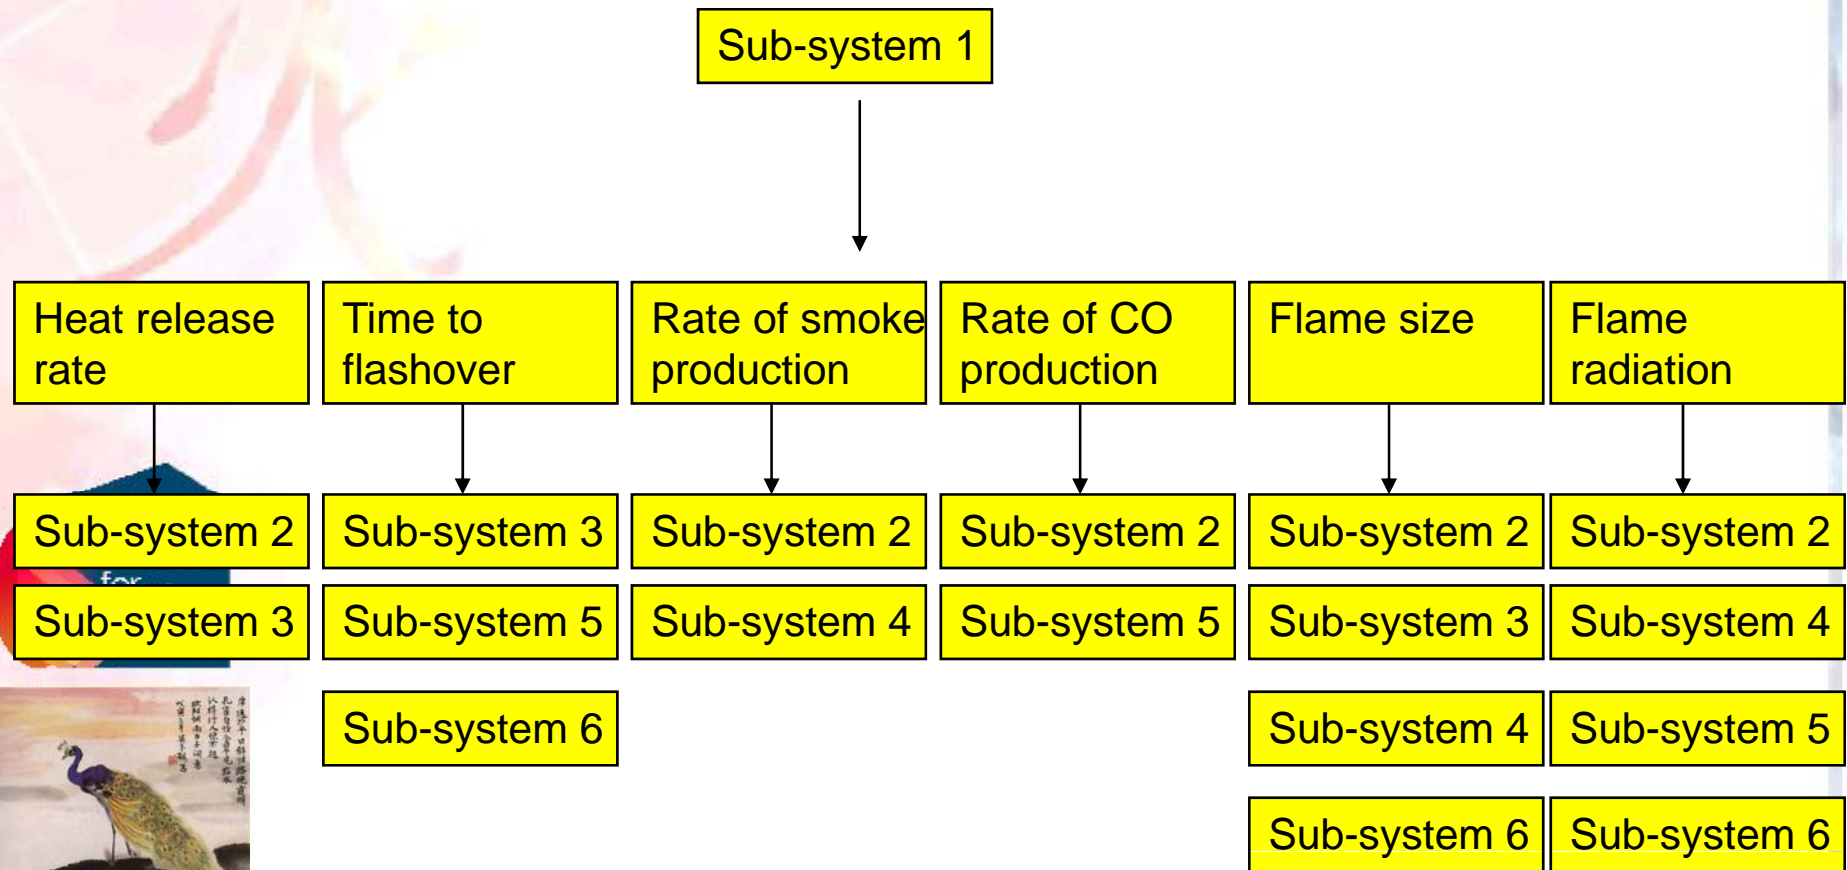 Sub-system 1
Heat release
rate
Time to
flashover
Rate of smoke
production
Rate of CO
production
Flame size
Flame
radiation
Sub-system 2
Sub-system 3
Sub-system 2
Sub-system 2
Sub-system 2
Sub-system 2
for
Sub-system 3
Sub-system 5
Sub-system 4
Sub-system 5
Sub-system 3
Sub-system 4
Sub-system 6
Sub-system 4
Sub-system 5
Sub-system 6
Sub-system 6